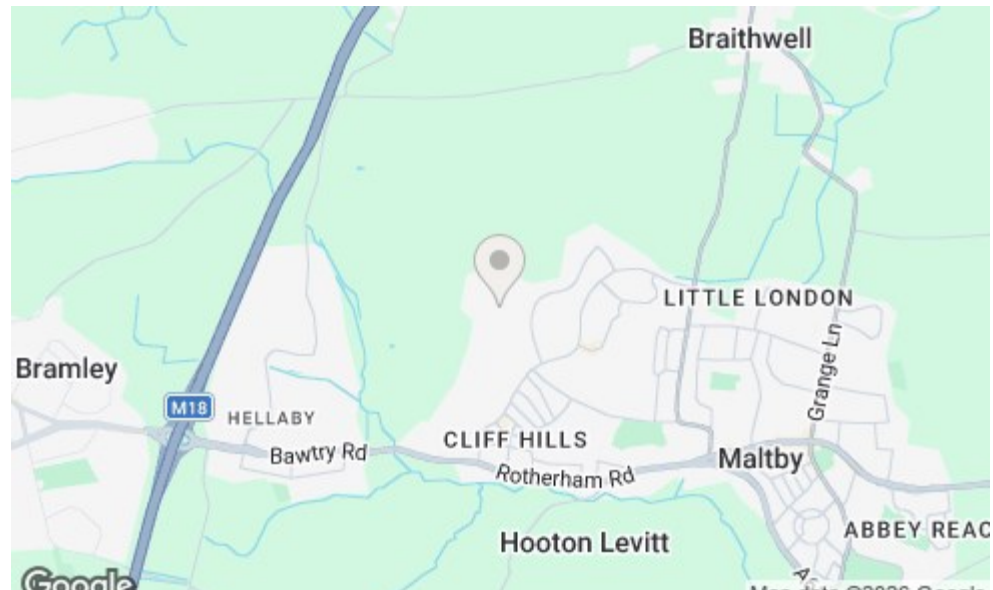 Braithwell
LITTLE LONDON
Bramley
Grange Ln
M18
HELLABY
CLIFF HILLS
Bawtry Rd
Maltby
Rotherham Rd
ABBEY REAC
Hooton Levitt
Google